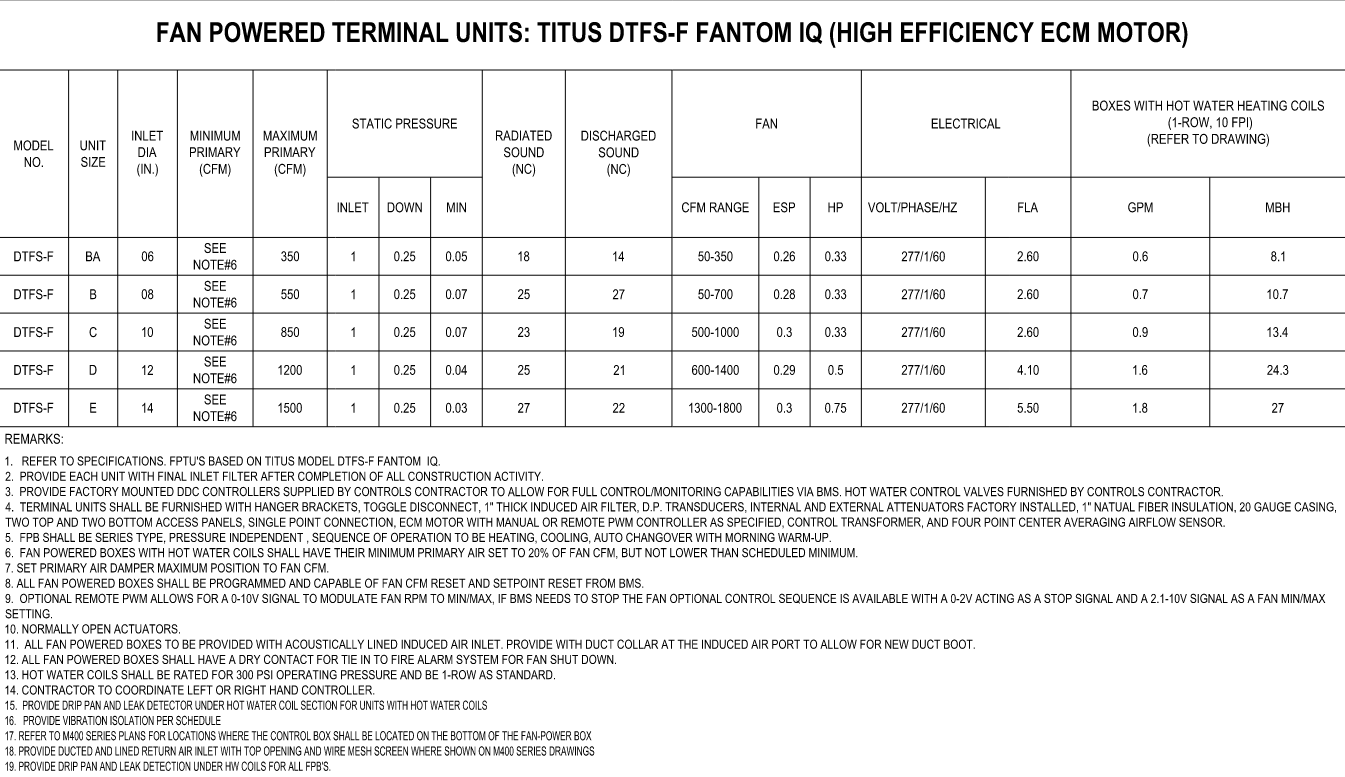 FAN POWERED TERMINAL UNITS: TITUS DTFS-F FANTOM IQ (HIGH EFFICIENCY ECM MOTOR)
MODEL NO. UNIT SIZE INLET DIA (IN.) MINIMUM PRIMARY (CFM) MAXIMUM PRIMARY (CFM) STATIC PRESSURE RADIATED SOUND (NC) DISCHARGED SOUND (NC) FAN ELECTRICAL BOXES WITH HOT WATER HEATING COILS (1-ROW, 10 FPI) (REFER TO DRAWING)
INLET DOWN MIN CFM RANGE ESP HP VOLT/PHASE/HZ FLA GPM MBH
DTFS-F BA 06 SEE NOTE#6 350 1 0.25 0.05 18 14 50-350 0.26 0.33 277/1/60 2.60 0.6 8.1
DTFS-F B 08 SEE NOTE#6 550 1 0.25 0.07 25 27 50-700 0.28 0.33 277/1/60 2.60 0.7 10.7
DTFS-F C 10 SEE NOTE#6 850 1 0.25 0.07 23 19 500-1000 0.3 0.33 277/1/60 2.60 0.9 13.4
DTFS-F D 12 SEE NOTE#6 1200 1 0.25 0.04 25 21 600-1400 0.29 0.5 277/1/60 4.10 1.6 24.3
DTFS-F E 14 SEE NOTE#6 1500 1 0.25 0.03 27 22 1300-1800 0.3 0.75 277/1/60 5.50 1.8 27
REMARKS:
1. REFER TO SPECIFICATIONS. FPTU'S BASED ON TITUS MODEL DTFS-F FANTOM IQ.
2. PROVIDE EACH UNIT WITH FINAL INLET FILTER AFTER COMPLETION OF ALL CONSTRUCTION ACTIVITY.
3. PROVIDE FACTORY MOUNTED DDC CONTROLLERS SUPPLIED BY CONTROLS CONTRACTOR TO ALLOW FOR FULL CONTROL/MONITORING CAPABILITIES VIA BMS. HOT WATER CONTROL VALVES FURNISHED BY CONTROLS CONTRACTOR.
4. TERMINAL UNITS SHALL BE FURNISHED WITH HANGER BRACKETS, TOGGLE DISCONNECT, 1" THICK INDUCED AIR FILTER, D.P. TRANSDUCERS, INTERNAL AND EXTERNAL ATTENUATORS FACTORY INSTALLED, 1" NATUAL FIBER INSULATION, 20 GAUGE CASING,
TWO TOP AND TWO BOTTOM ACCESS PANELS, SINGLE POINT CONNECTION, ECM MOTOR WITH MANUAL OR REMOTE PWM CONTROLLER AS SPECIFIED, CONTROL TRANSFORMER, AND FOUR POINT CENTER AVERAGING AIRFLOW SENSOR.
5. FPB SHALL BE SERIES TYPE, PRESSURE INDEPENDENT , SEQUENCE OF OPERATION TO BE HEATING, COOLING, AUTO CHANGOVER WITH MORNING WARM-UP.
6. FAN POWERED BOXES WITH HOT WATER COILS SHALL HAVE THEIR MINIMUM PRIMARY AIR SET TO 20% OF FAN CFM, BUT NOT LOWER THAN SCHEDULED MINIMUM.
7. SET PRIMARY AIR DAMPER MAXIMUM POSITION TO FAN CFM.
8. ALL FAN POWERED BOXES SHALL BE PROGRAMMED AND CAPABLE OF FAN CFM RESET AND SETPOINT RESET FROM BMS.
9. OPTIONAL REMOTE PWM ALLOWS FOR A 0-10V SIGNAL TO MODULATE FAN RPM TO MIN/MAX, IF BMS NEEDS TO STOP THE FAN OPTIONAL CONTROL SEQUENCE IS AVAILABLE WITH A 0-2V ACTING AS A STOP SIGNAL AND A 2.1-10V SIGNAL AS A FAN MIN/MAX
SETTING.
10. NORMALLY OPEN ACTUATORS.
11. ALL FAN POWERED BOXES TO BE PROVIDED WITH ACOUSTICALLY LINED INDUCED AIR INLET. PROVIDE WITH DUCT COLLAR AT THE INDUCED AIR PORT TO ALLOW FOR NEW DUCT BOOT.
12. ALL FAN POWERED BOXES SHALL HAVE A DRY CONTACT FOR TIE IN TO FIRE ALARM SYSTEM FOR FAN SHUT DOWN.
13. HOT WATER COILS SHALL BE RATED FOR 300 PSI OPERATING PRESSURE AND BE 1-ROW AS STANDARD.
14. CONTRACTOR TO COORDINATE LEFT OR RIGHT HAND CONTROLLER.
15. PROVIDE DRIP PAN AND LEAK DETECTOR UNDER HOT WATER COIL SECTION FOR UNITS WITH HOT WATER COILS
16. PROVIDE VIBRATION ISOLATION PER SCHEDULE
17. REFER TO M400 SERIES PLANS FOR LOCATIONS WHERE THE CONTROL BOX SHALL BE LOCATED ON THE BOTTOM OF THE FAN-POWER BOX
18. PROVIDE DUCTED AND LINED RETURN AIR INLET WITH TOP OPENING AND WIRE MESH SCREEN WHERE SHOWN ON M400 SERIES DRAWINGS
19. PROVIDE DRIP PAN AND LEAK DETECTION UNDER HW COILS FOR ALL FPB'S.